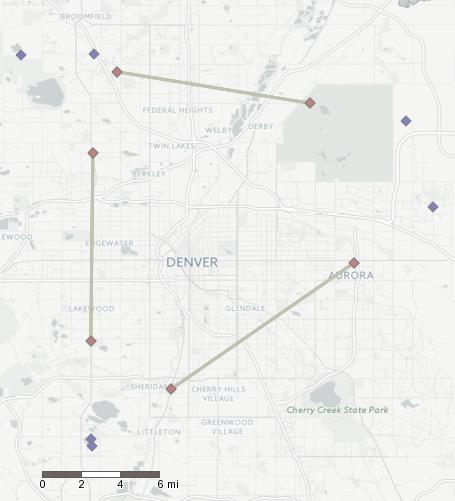 BROOMFIELD
FEDERAL HEIGHTS
WELBY
DERBY
TWIN LAKES
BERKLEY
LEWOOD
EDGEWATER
DENVER
AURORA
LAKEWOOD
GLENDALE
SHERIDAN
CHERRY HILLS
VILLAGE
Cherry Creek State Park
GREENWOOD
VILLAGE
LITTLETON
0 2 4 6 mi